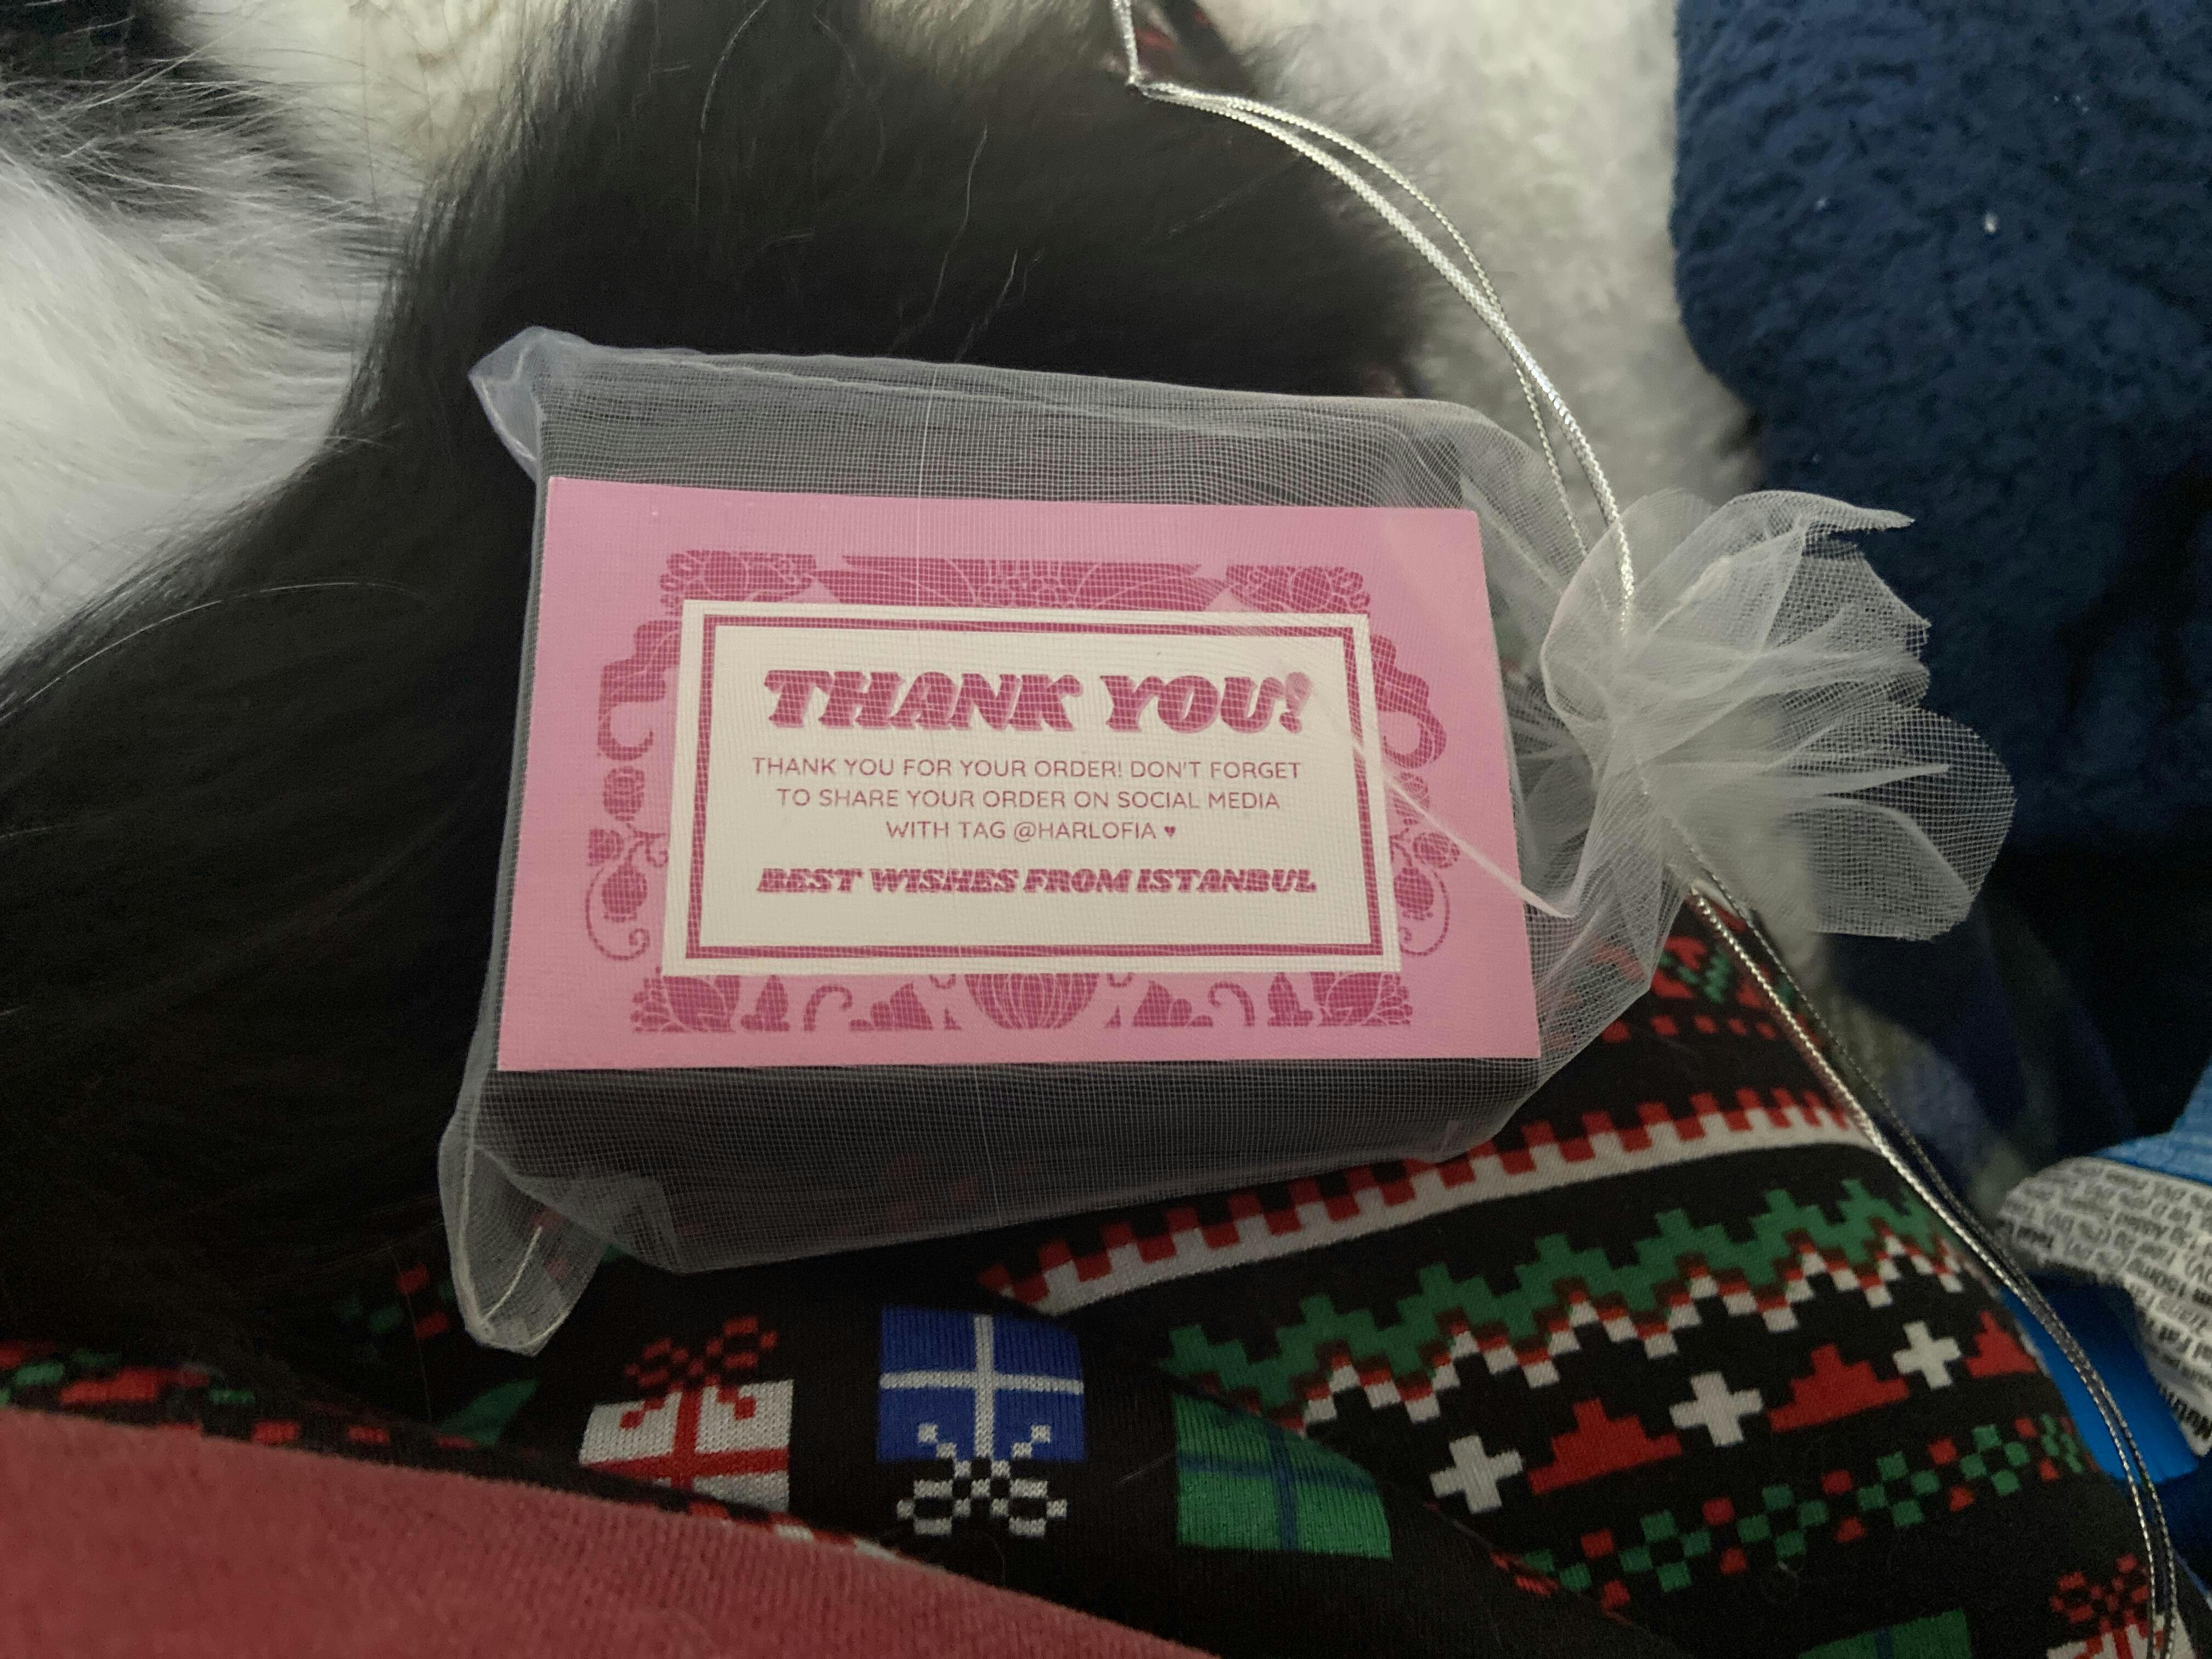 THANK YOU!
THANK YOU FOR YOUR ORDER! DON'T FORGET
TO SHARE YOUR ORDER ON SOCIAL MEDIA
WITH TAG @HARLOFIA ♥
BEST WISHES FROM ISTANBUL